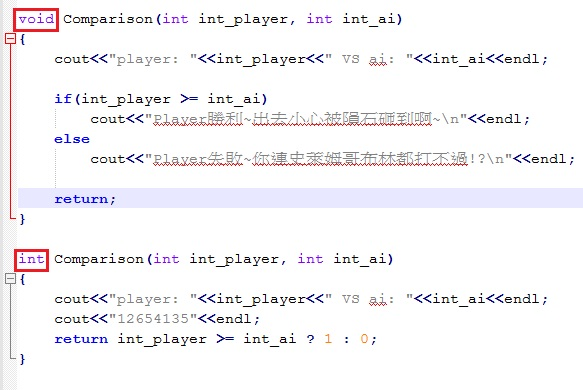 void Comparison(int int_player, int int_ai)
{
cout<<"player: "<<int_player<<" VS ai: "<<int_ai<<endl;
if(int_player >= int_ai)
cout<<"Player勝利~出去小心被隕石砸到啊~\n"<<endl;
else
cout<<"Player失敗~你連史萊姆哥布林都打不過!?\n"<<endl;
return;
}
int Comparison(int int_player, int int_ai)
{
cout<<"player: "<<int_player<<" VS ai: "<<int_ai<<endl;
cout<<"12654135"<<endl;
return int_player >= int_ai ? 1 : 0;
}